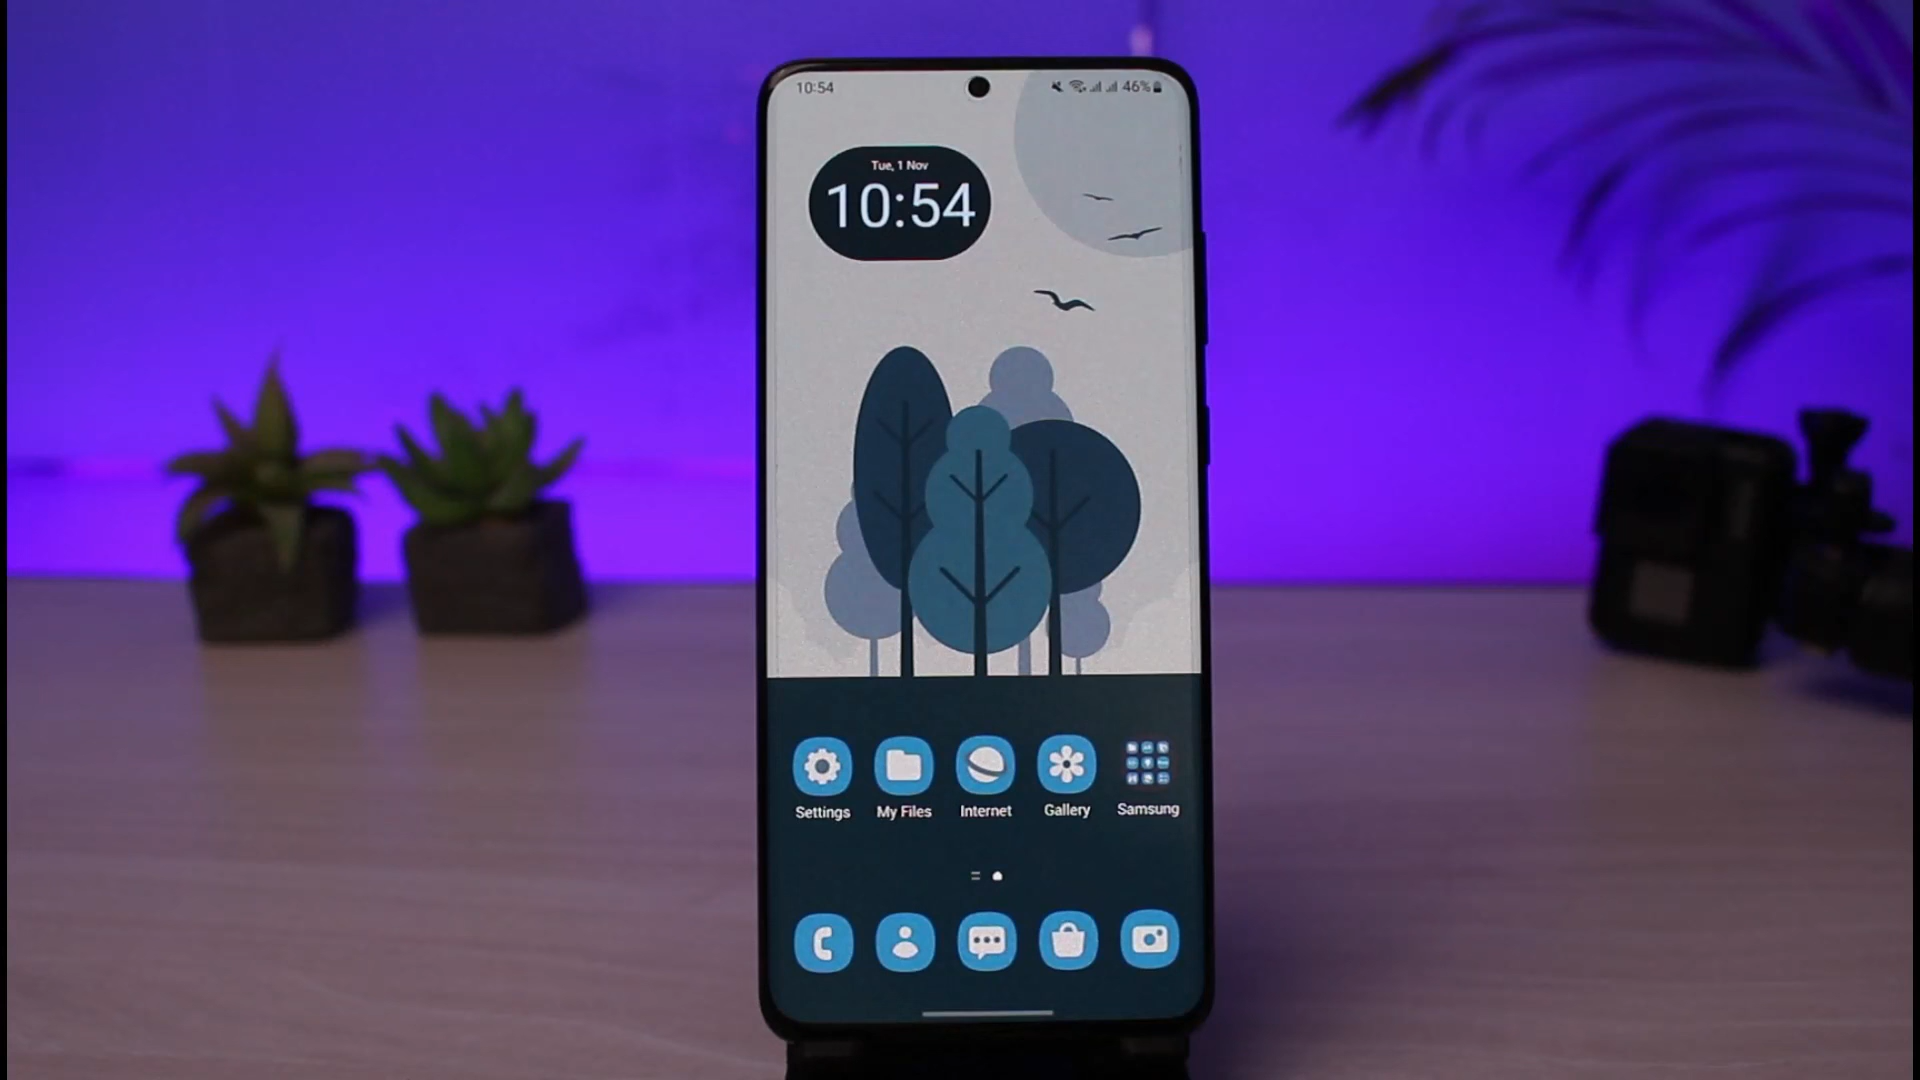 10:54
46%
Tue, 1 Nov
10:54
Settings
My Files
Internet
Gallery
Samsung